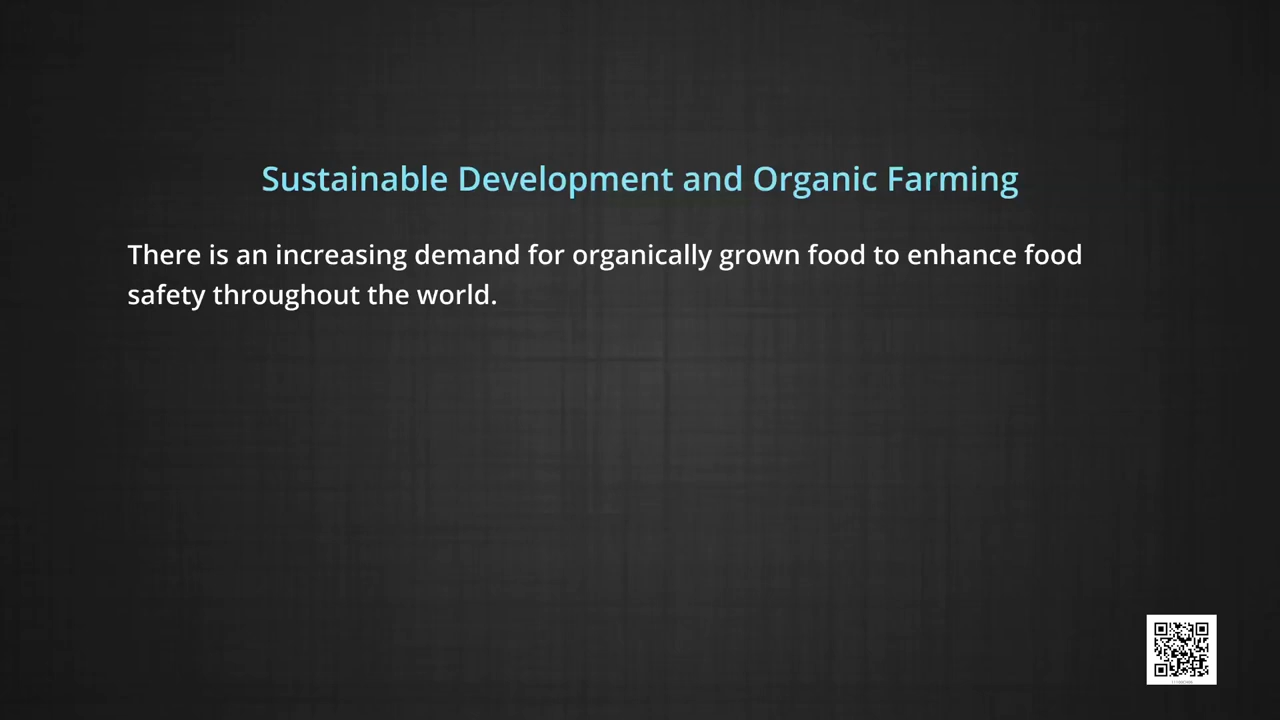 Sustainable Development and Organic Farming
There is an increasing demand for organically grown food to enhance food
safety throughout the world.